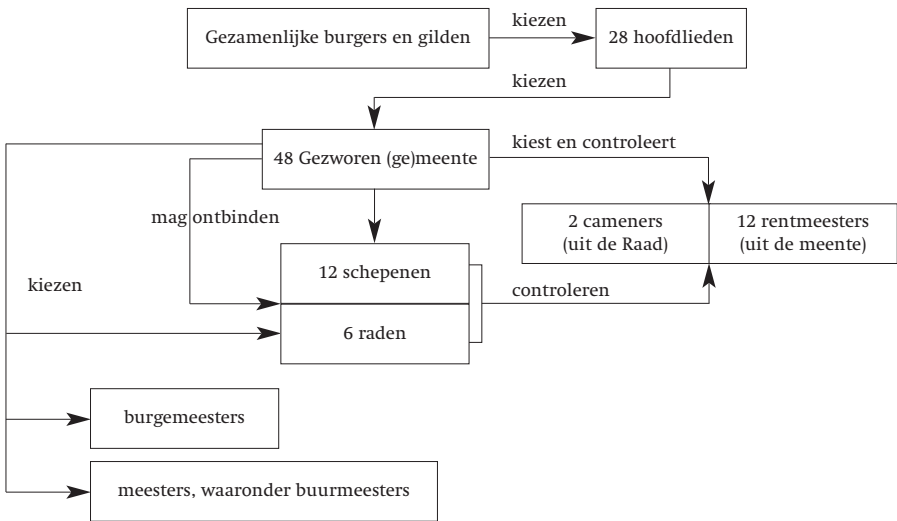 kiezen
Gezamenlijke burgers en gilden
28 hoofdlieden
kiezen
48 Gezworen (ge)meente
kiest en controleert
mag ontbinden
2 cameners
(uit de Raad)
12 rentmeesters
(uit de meente)
12 schepenen
kiezen
controleren
6 raden
burgemeesters
meesters, waaronder buurmeesters